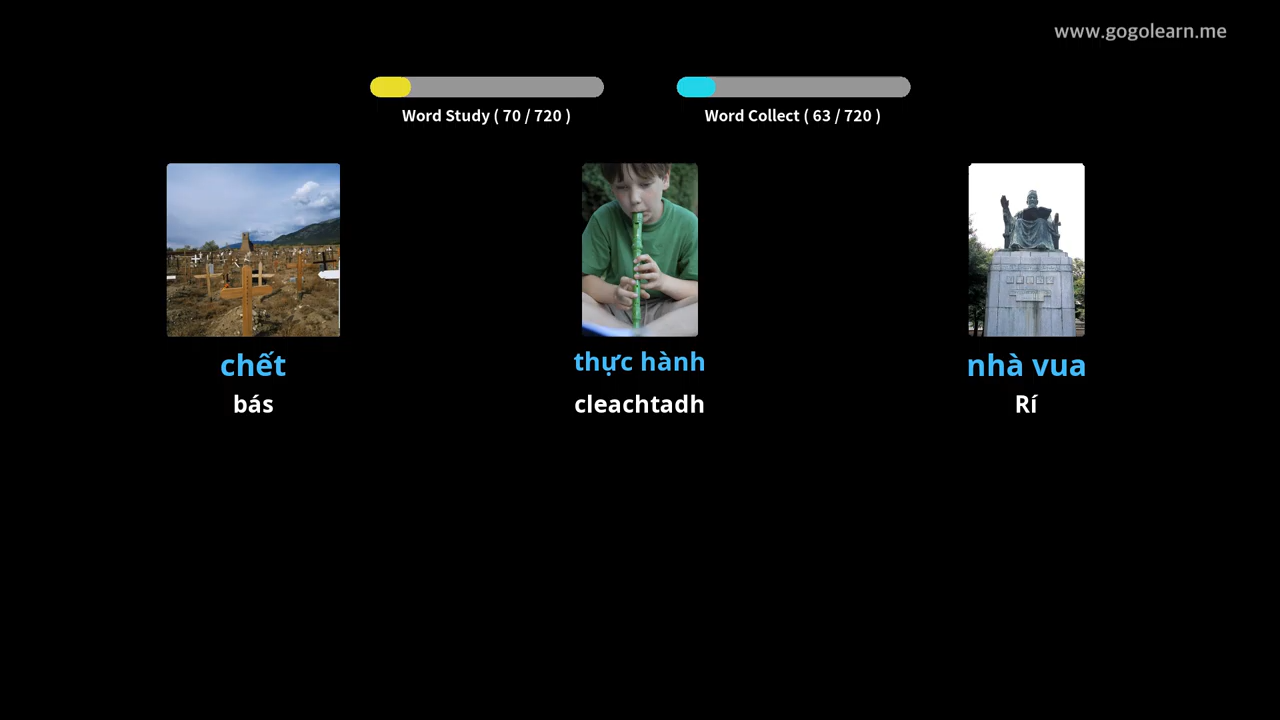 www.gogolearn.me
Word Study ( 70 / 720 )
Word Collect ( 63 / 720 )
chết
bás
thực hành
cleachtadh
nhà vua
Rí